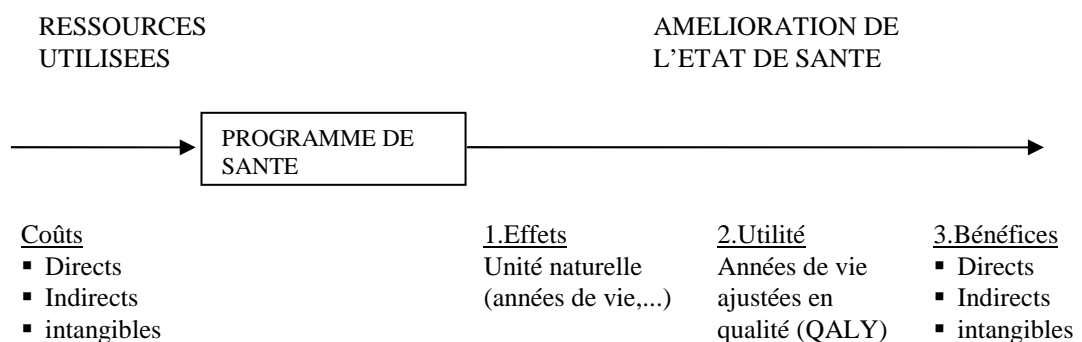 RESSOURCES
UTILISEES
AMELIORATION DE
L'ETAT DE SANTE
PROGRAMME DE
SANTE
Coûts
▪ Directs
▪ Indirects
▪ intangibles
1.Effets
Unité naturelle
(années de vie,...)
2.Utilité
Années de vie
ajustées en
qualité (QALY)
3.Bénéfices
▪ Directs
▪ Indirects
▪ intangibles